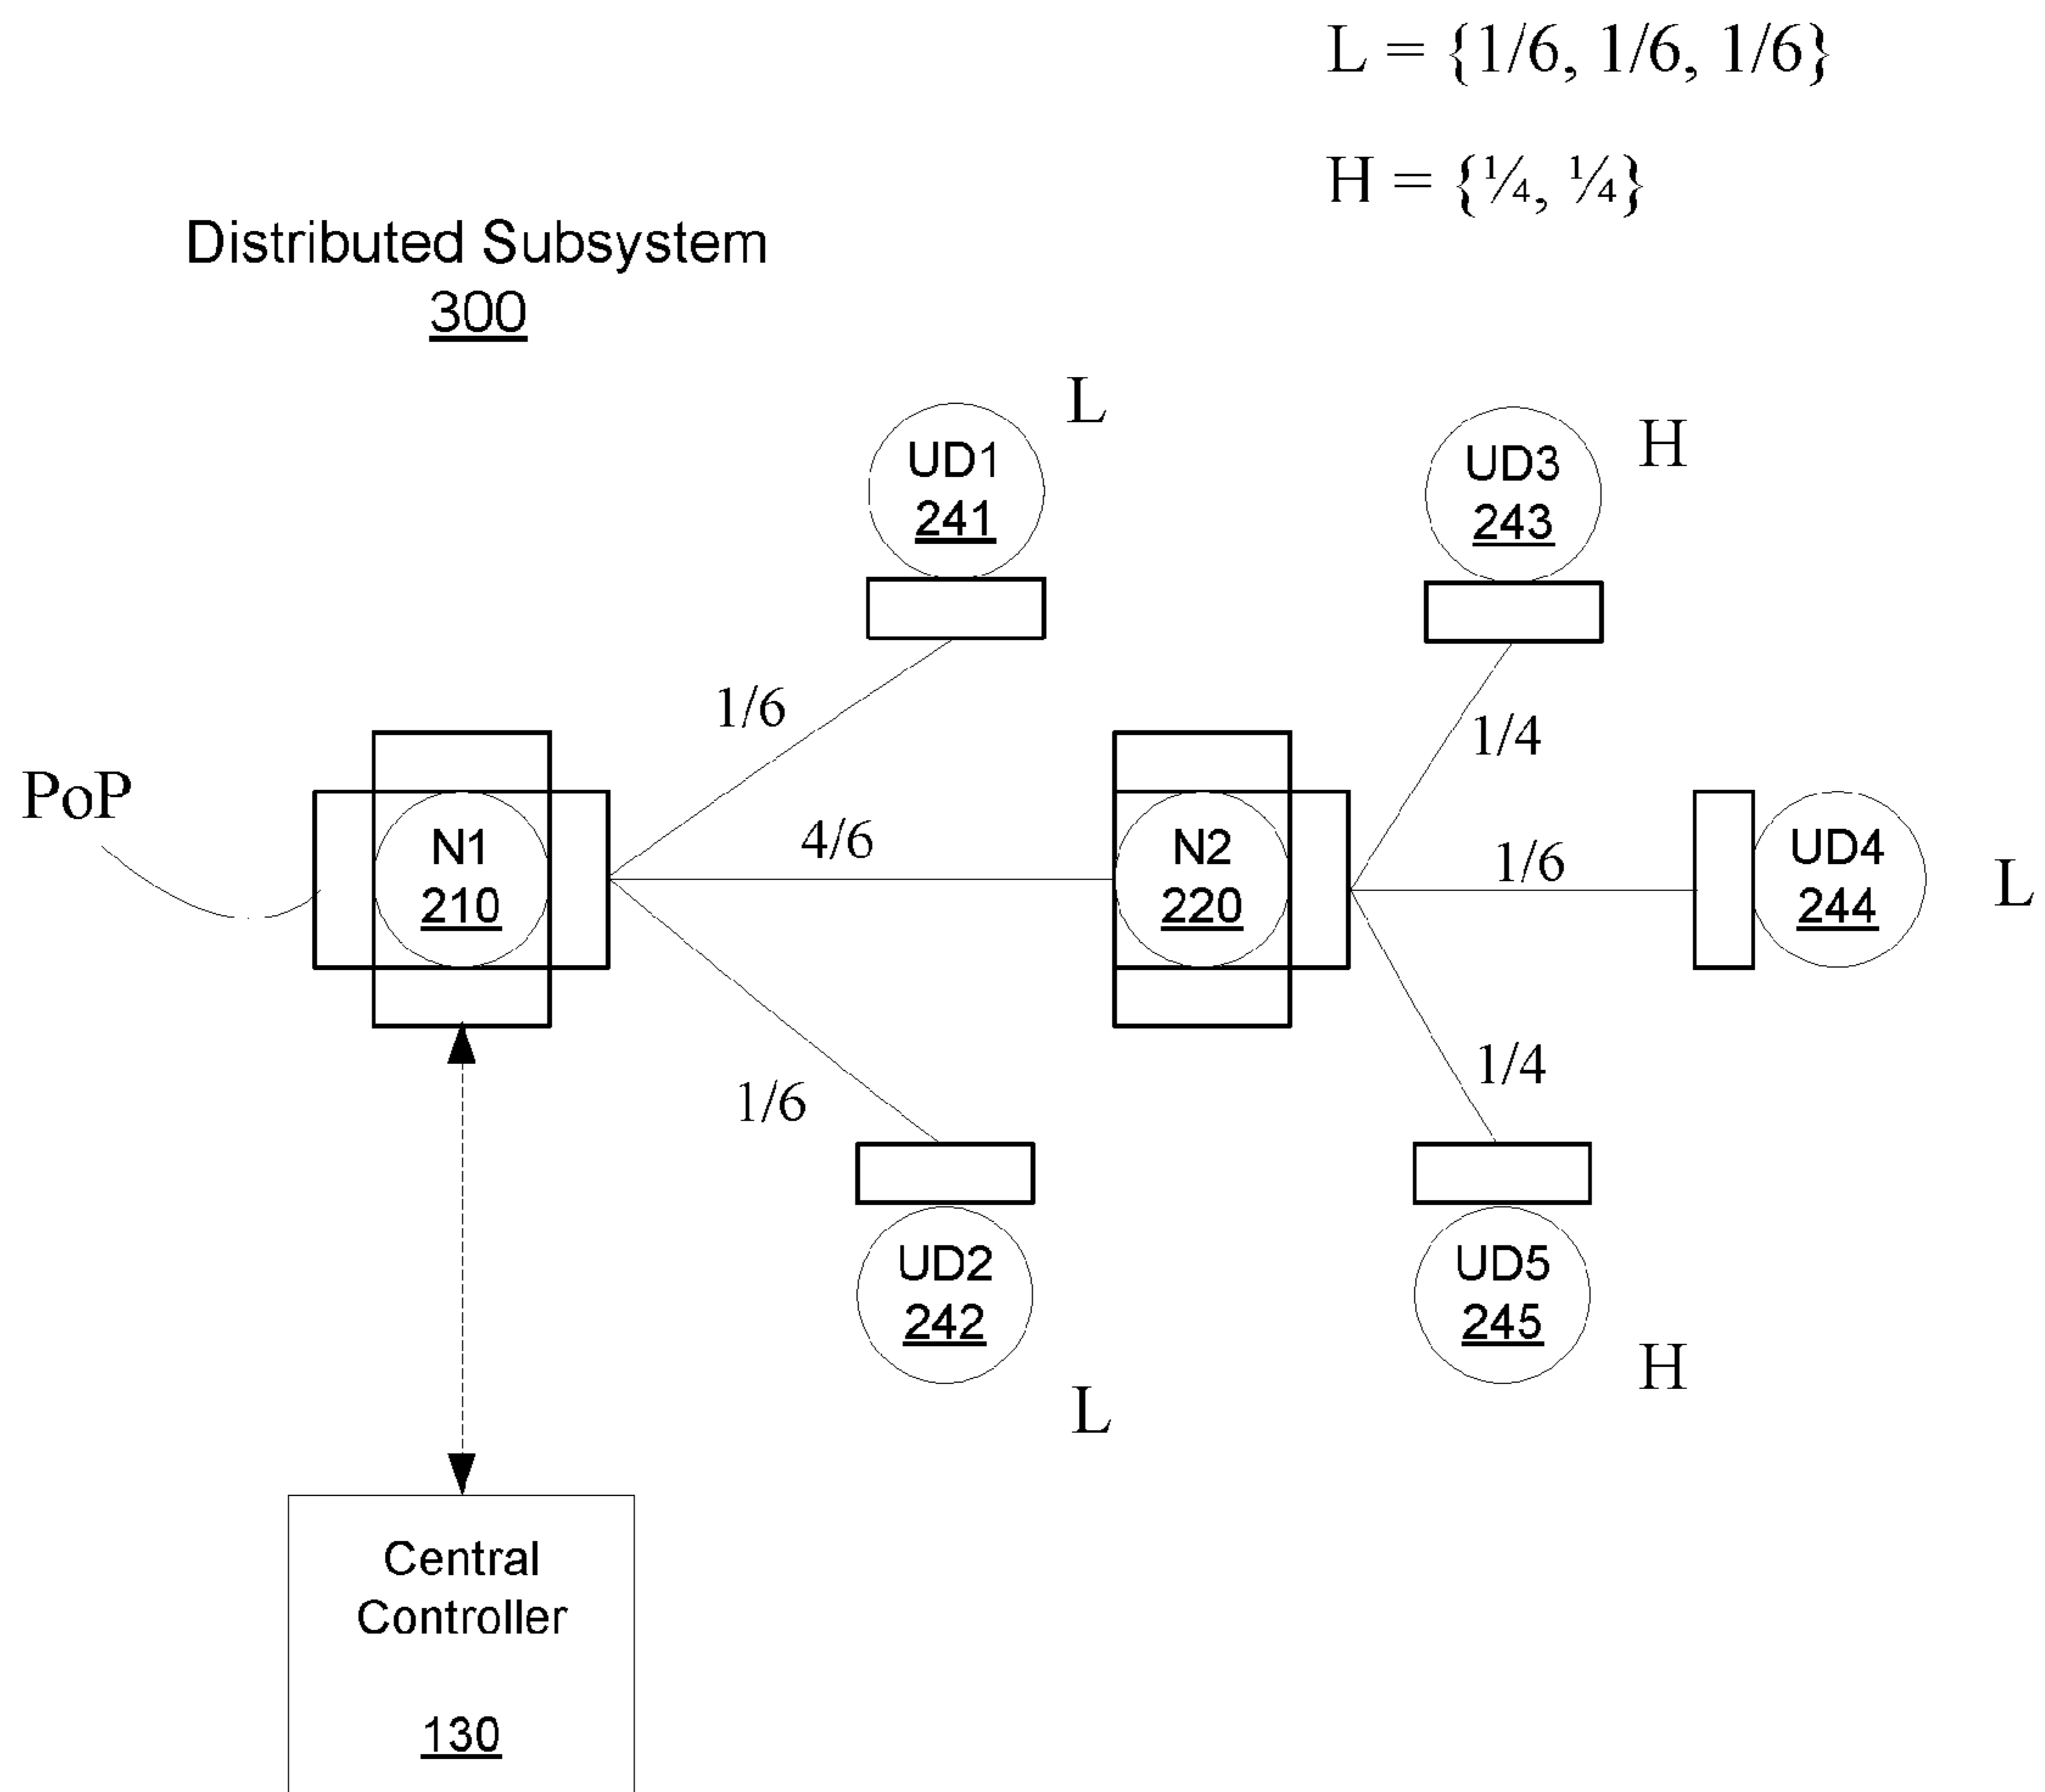 L = {1/6, 1/6, 1/6}
H = {¼, ¼}
Distributed Subsystem
300
L
UD1
241
H
UD3
243
1/6
1/4
PoP
N1
210
4/6
N2
220
1/6
UD4
244
L
1/6
1/4
UD2
242
L
UD5
245
H
Central
Controller
130